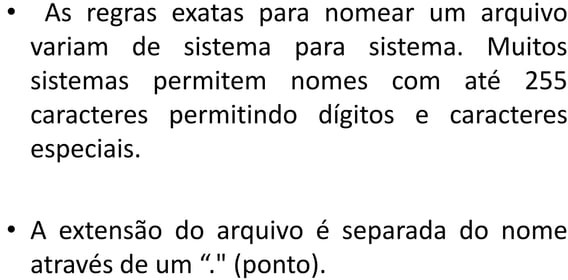 • As regras exatas para nomear um arquivo
variam de sistema para sistema. Muitos
sistemas permitem nomes com até 255
caracteres permitindo dígitos e caracteres
especiais.
• A extensão do arquivo é separada do nome
através de um “." (ponto).